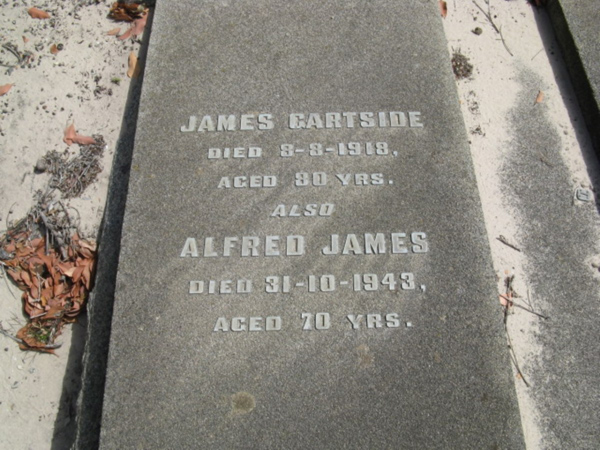 JAMES GARTSIDE
DIED 8-8-1918,
AGED 80 YRS.
ALSO
ALFRED JAMES
DIED 31-10-1943,
AGED 70 YRS.